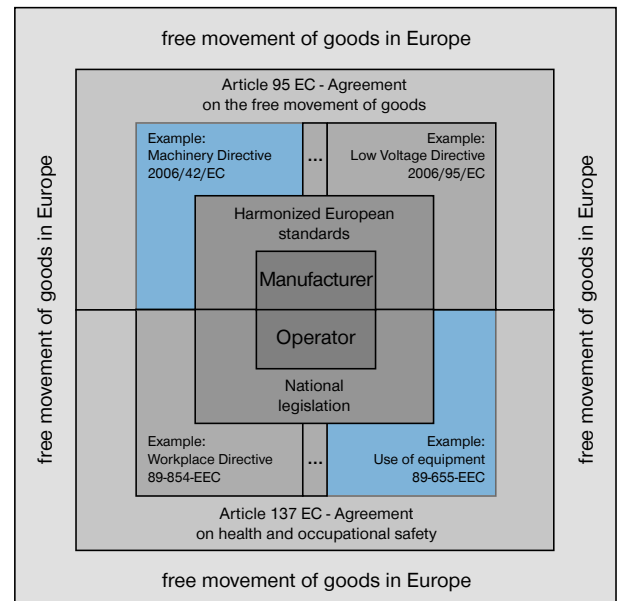 free movement of goods in Europe
Article 95 EC - Agreement
on the free movement of goods
Example:
Machinery Directive
2006/42/EC
...
Example:
Low Voltage Directive
2006/95/EC
Harmonized European
standards
Manufacturer
free movement of goods in Europe
free movement of goods in Europe
Operator
National
legislation
Example:
Workplace Directive
89-854-EEC
...
Example:
Use of equipment
89-655-EEC
Article 137 EC - Agreement
on health and occupational safety
free movement of goods in Europe